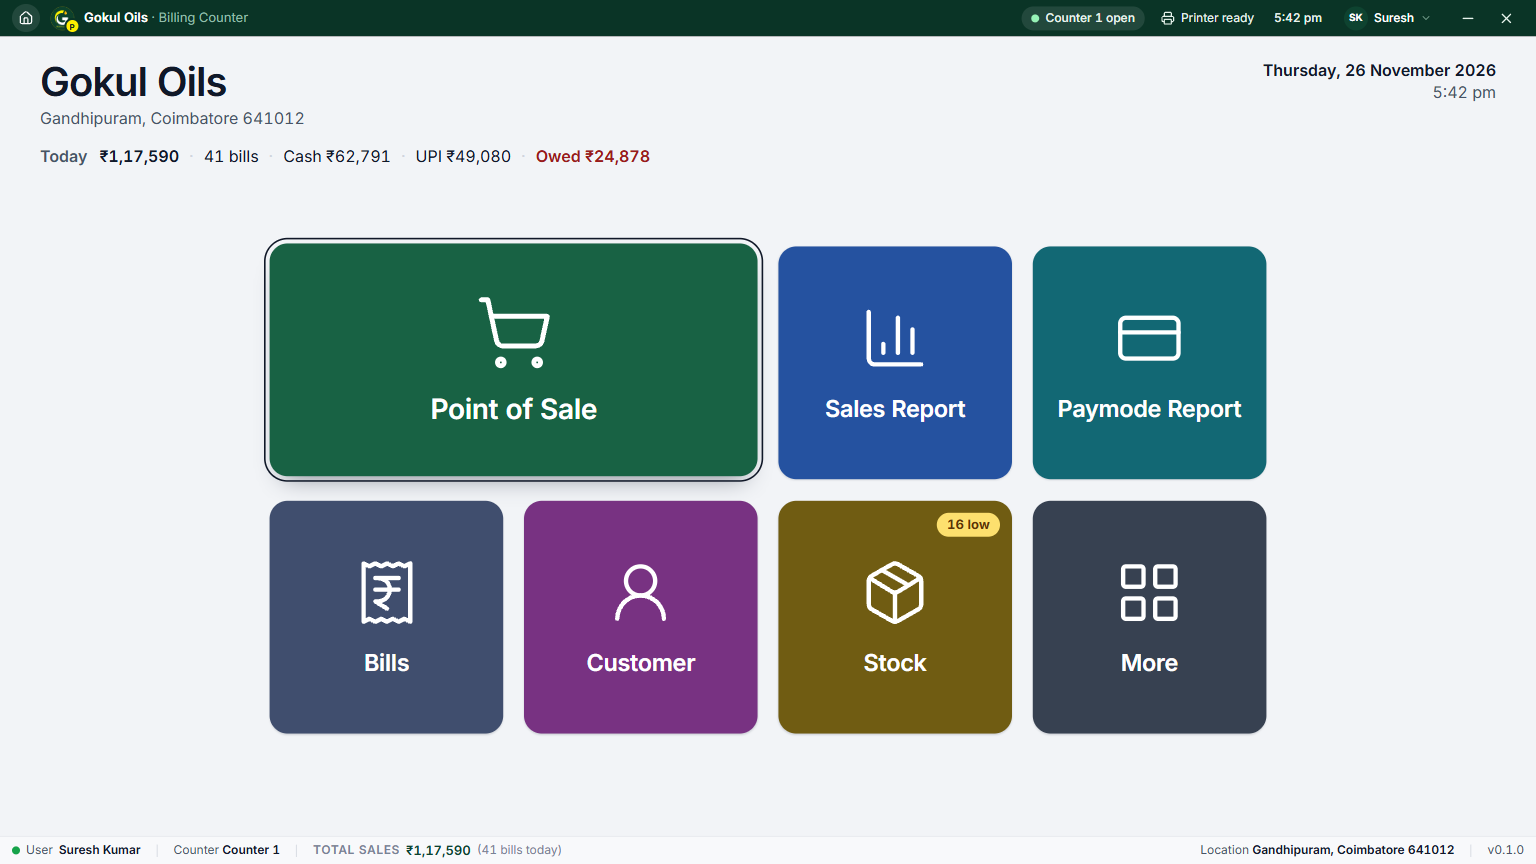 Gokul Oils · Billing Counter
Counter 1 open
Printer ready
5:42 pm
SK Suresh
Gokul Oils
Gandhipuram, Coimbatore 641012
Thursday, 26 November 2026
5:42 pm
Today ₹1,17,590 · 41 bills · Cash ₹62,791 · UPI ₹49,080 · Owed ₹24,878
Point of Sale
Sales Report
Paymode Report
Bills
Customer
16 low
Stock
More
User Suresh Kumar
Counter Counter 1
TOTAL SALES ₹1,17,590 (41 bills today)
Location Gandhipuram, Coimbatore 641012
v0.1.0